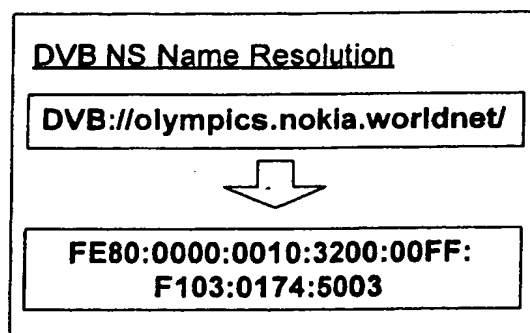 DVB NS Name Resolution
DVB://olympics.nokia.worldnet/
FE80:0000:0010:3200:00FF:
F103:0174:5003